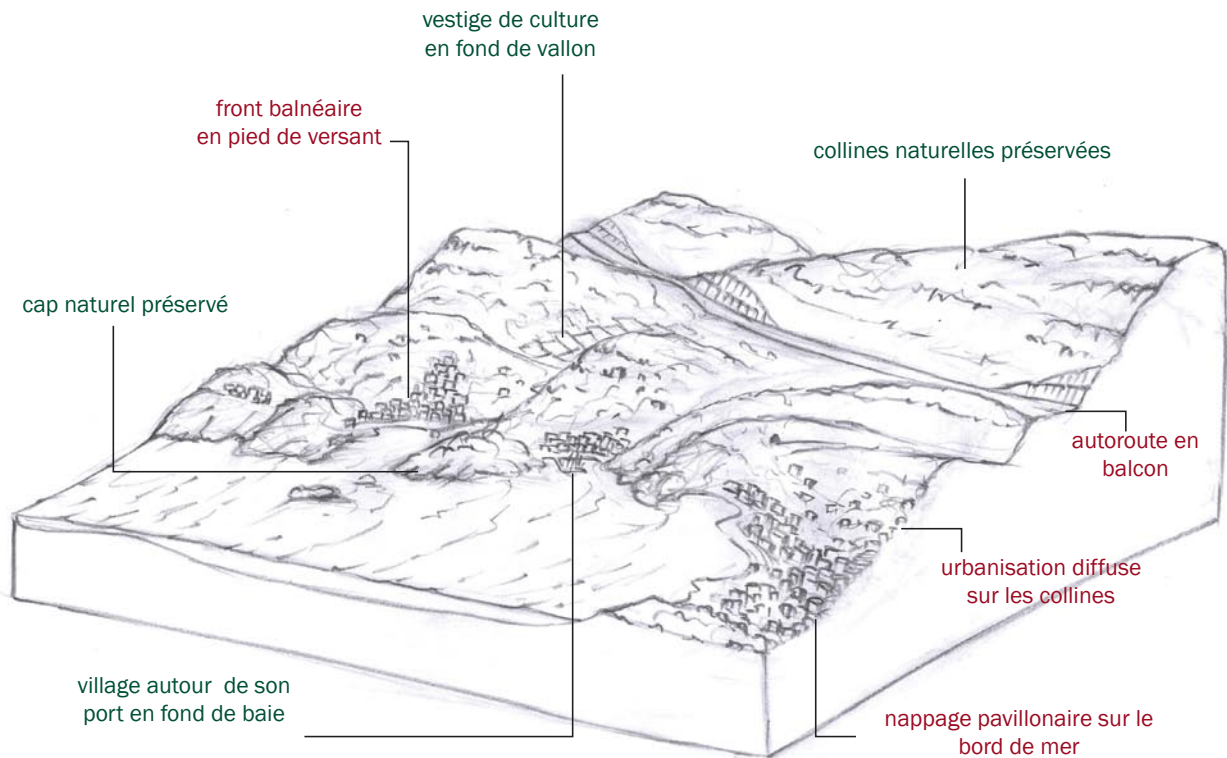 vestige de culture
en fond de vallon
front balnéaire
en pied de versant
collines naturelles préservées
cap naturel préservé
autoroute en
balcon
urbanisation diffuse
sur les collines
village autour de son
port en fond de baie
nappage pavillonaire sur le
bord de mer